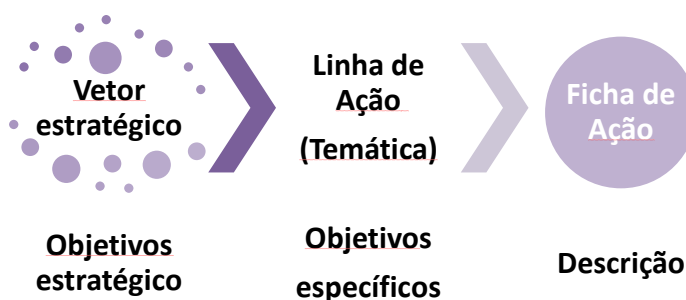 Vetor
estratégico
Linha de
Ação
(Temática)
Ficha de
Ação
Objetivos
estratégico
Objetivos
específicos
Descrição